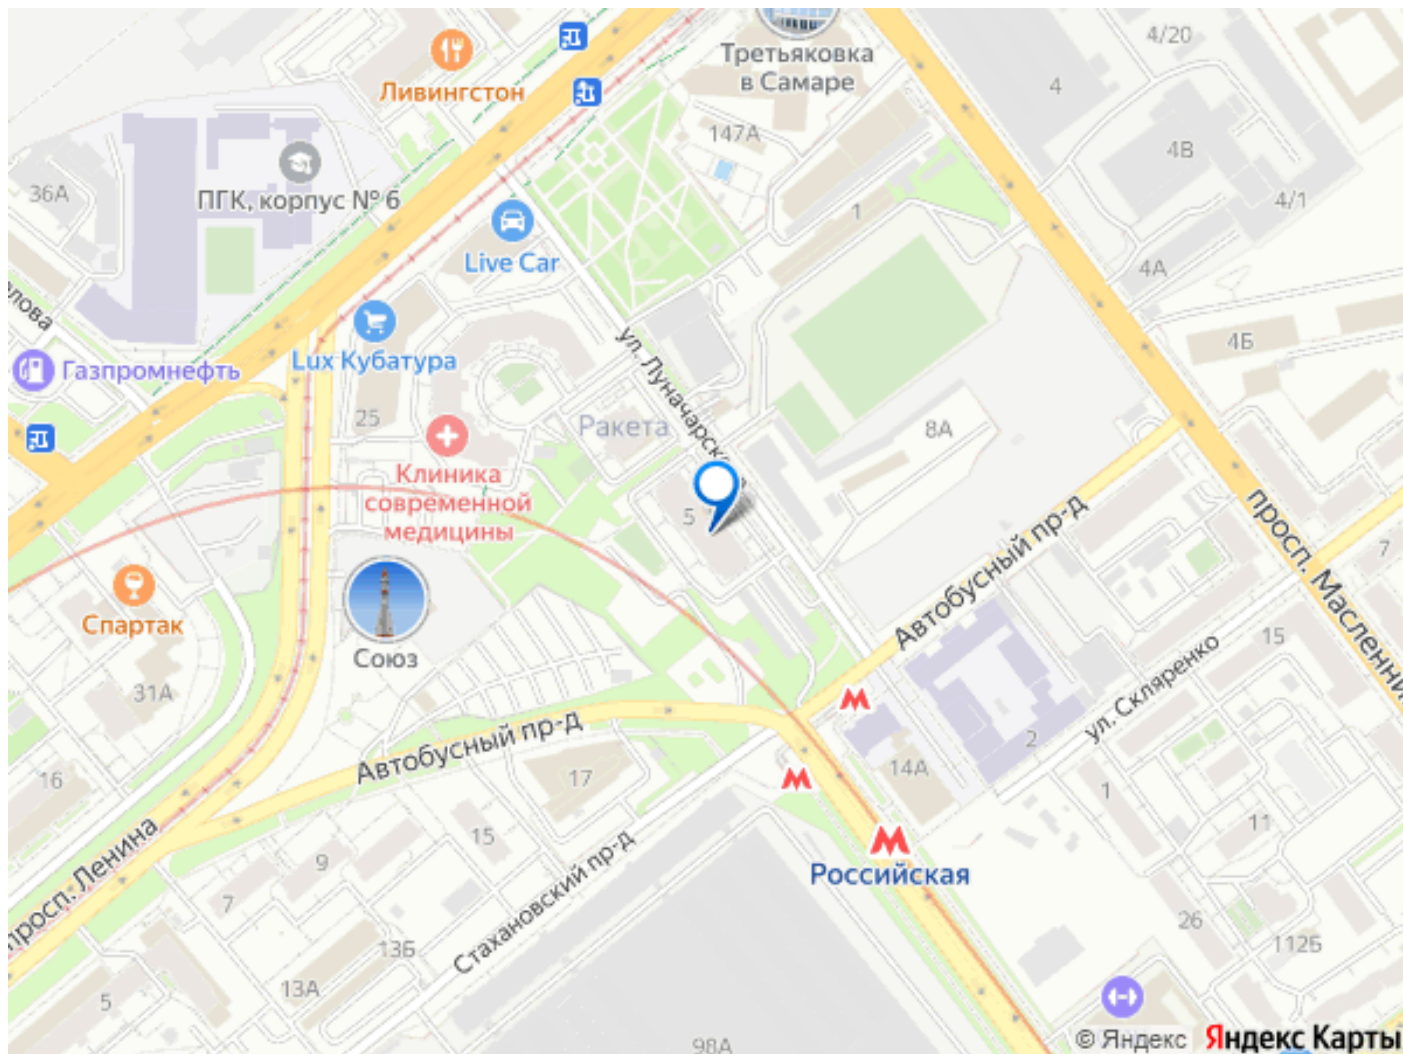 4/20
Третьяковка
в Самаре
4
Ливингстон
147А
4В
36А
ПГК, корпус № 6
1
4/1
Live Car
4А
елова
ул. Луначарско
4Б
Lux Кубатура
Газпромнефть
25
Ракета
8А
Клиника
современной
медицины
5
просп. Масленни
7
Автобусный пр-д
Спартак
15
Союз
ул. Скляренко
31А
2
Автобусный пр-д
14А
16
17
1
11
15
9
Российская
просп. Ленина
Стахановский пр-д
7
26
13Б
112Б
13А
5
98А
© Яндекс
Яндекс Карты